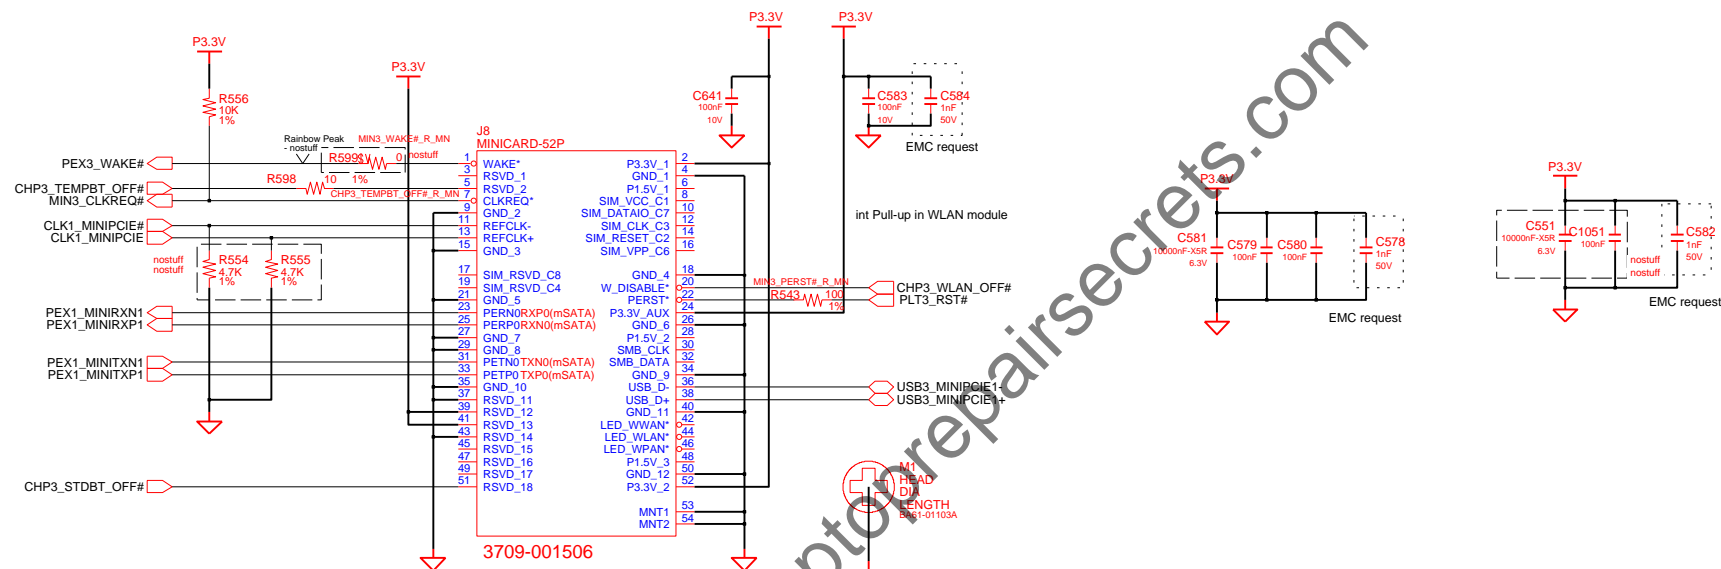 P3.3V
P3.3V
P3.3V
P3.3V
R556
10K
1%
C641
100nF
10V
C583
100nF
10V
C584
1nF
50V
EMC request
Rainbow Peak
- nostuff
MIN3_WAKE#_R_MN
R599
0
nostuff
1%
J8
MINICARD-52P
PEX3_WAKE#
CHP3_TEMPBT_OFF#
MIN3_CLKREQ#
CLK1_MINIPCIE#
CLK1_MINIPCIE
R598
10
CHP3_TEMPBT_OFF#_R_MN
nostuff
nostuff
R554
4.7K
1%
R555
4.7K
1%
PEX1_MINIRXN1
PEX1_MINIRXP1
PEX1_MINITXN1
PEX1_MINITXP1
CHP3_STDBT_OFF#
1 WAKE*
3 RSVD_1
5 RSVD_2
7 CLKREQ*
9 GND_2
11 REFCLK-
13 REFCLK+
15 GND_3
17 SIM_RSVD_C8
19 SIM_RSVD_C4
21 GND_5
23 PERN0 RXP0(mSATA)
25 PERP0 RXN0(mSATA)
27 GND_7
29 GND_8
31 PETN0 TXN0(mSATA)
33 PETP0 TXP0(mSATA)
35 GND_10
37 RSVD_11
39 RSVD_12
41 RSVD_13
43 RSVD_14
45 RSVD_15
47 RSVD_16
49 RSVD_17
51 RSVD_18
P3.3V_1 2
GND_1 4
P1.5V_1 6
SIM_VCC_C1 8
SIM_DATAIO_C7 10
SIM_CLK_C3 12
SIM_RESET_C2 14
SIM_VPP_C6 16
GND_4 18
W_DISABLE* 20
PERST* 22
P3.3V_AUX 24
GND_6 26
P1.5V_2 28
SMB_CLK 30
SMB_DATA 32
GND_9 34
USB_D- 36
USB_D+ 38
GND_11 40
LED_WWAN* 42
LED_WLAN* 44
LED_WPAN* 46
P1.5V_3 48
GND_12 50
P3.3V_2 52
MNT1 53
MNT2 54
3709-001506
int Pull-up in WLAN module
MIN3_PERST#_R_MN
R543
100
1%
CHP3_WLAN_OFF#
PLT3_RST#
USB3_MINIPCIE1-
USB3_MINIPCIE1+
M1
HEAD
DIA
LENGTH
BA61-01103A
P3.3V
C581
10000nF-X5R
6.3V
C579
100nF
C580
100nF
C578
1nF
50V
EMC request
P3.3V
C551
10000nF-X5R
6.3V
C1051
100nF
nostuff
nostuff
C582
1nF
50V
EMC request
ptoprepairsecrets.com